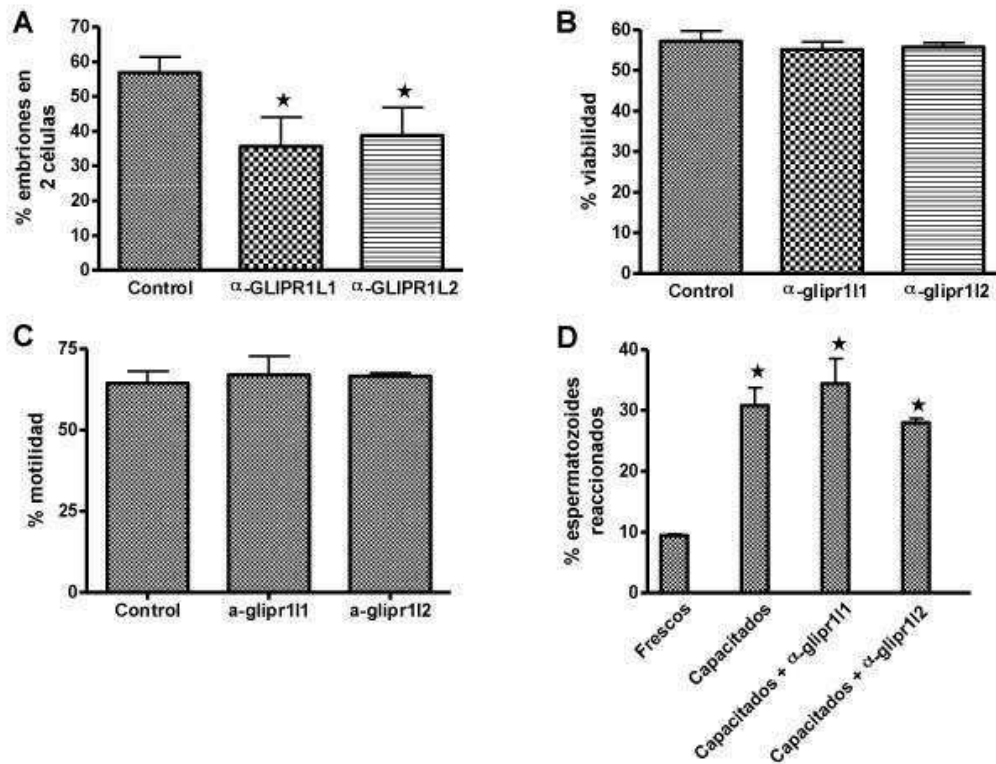 A
70
60
50
40
30
20
10
0
% embriones en
2 células
★
★
Control
α-GLIPR1L1
α-GLIPR1L2
B
60
50
40
30
20
10
0
% viabilidad
Control
α-glipr1l1
α-glipr1l2
C
75
50
25
0
% motilidad
Control
a-glipr1l1
a-glipr1l2
D
40
30
20
10
0
% espermatozoides
reaccionados
★
★
★
Frescos
Capacitados
Capacitados + α-glipr1l1
Capacitados + α-glipr1l2